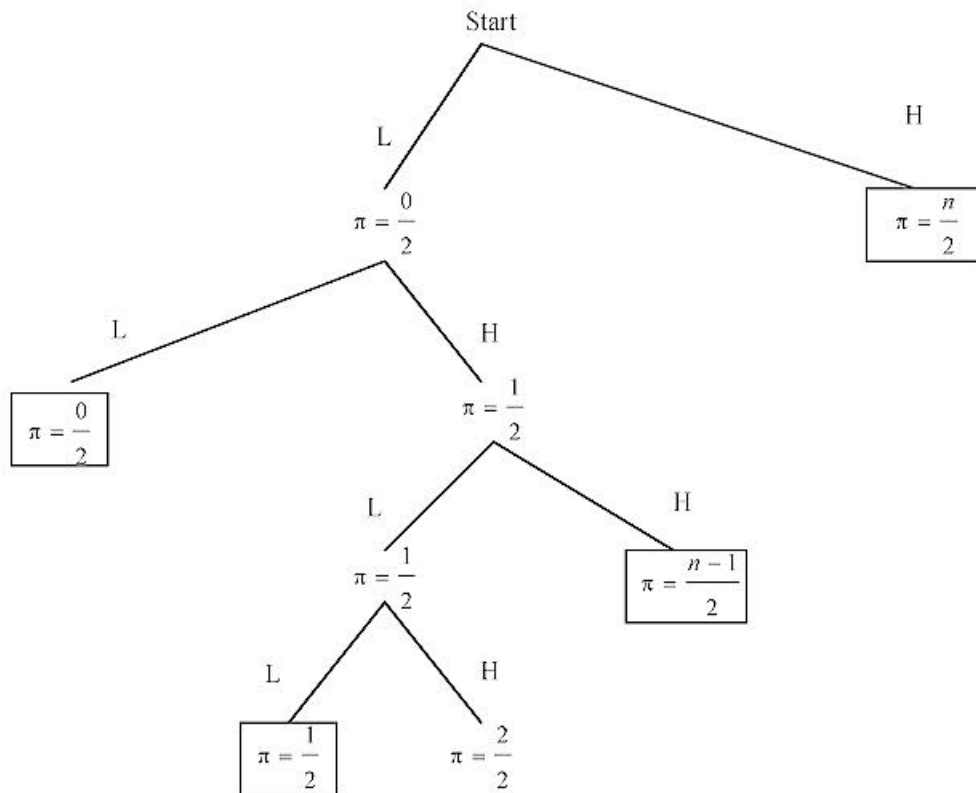 Start
L
H
π = 0/2
π = n/2
L
H
π = 0/2
π = 1/2
L
H
π = 1/2
π = n − 1/2
L
H
π = 1/2
π = 2/2